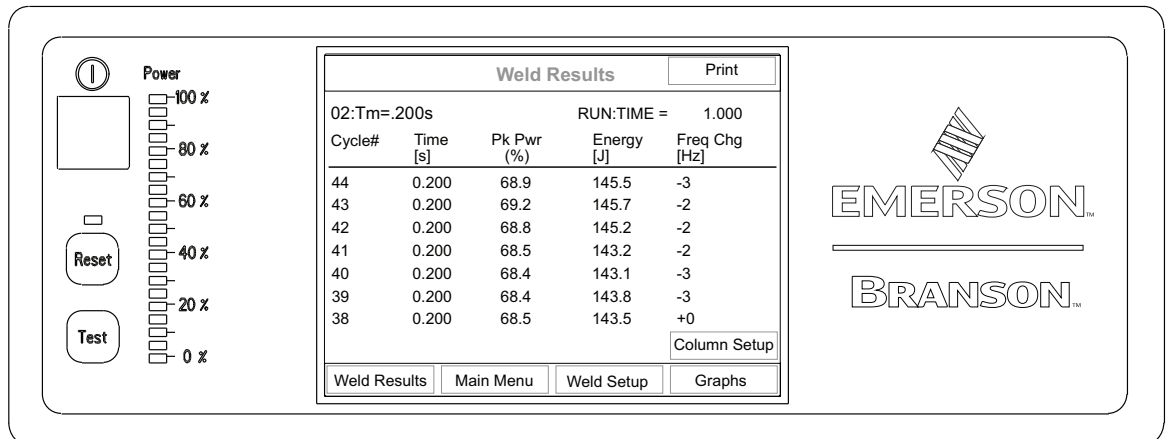 Power
100 %
80 %
60 %
40 %
20 %
0 %
Reset
Test
Weld Results
Print
02:Tm=.200s RUN:TIME = 1.000
Cycle# Time [s] Pk Pwr (%) Energy [J] Freq Chg [Hz]
44 0.200 68.9 145.5 -3
43 0.200 69.2 145.7 -2
42 0.200 68.8 145.2 -2
41 0.200 68.5 143.2 -2
40 0.200 68.4 143.1 -3
39 0.200 68.4 143.8 -3
38 0.200 68.5 143.5 +0
Column Setup
Weld Results Main Menu Weld Setup Graphs
EMERSON™
BRANSON™